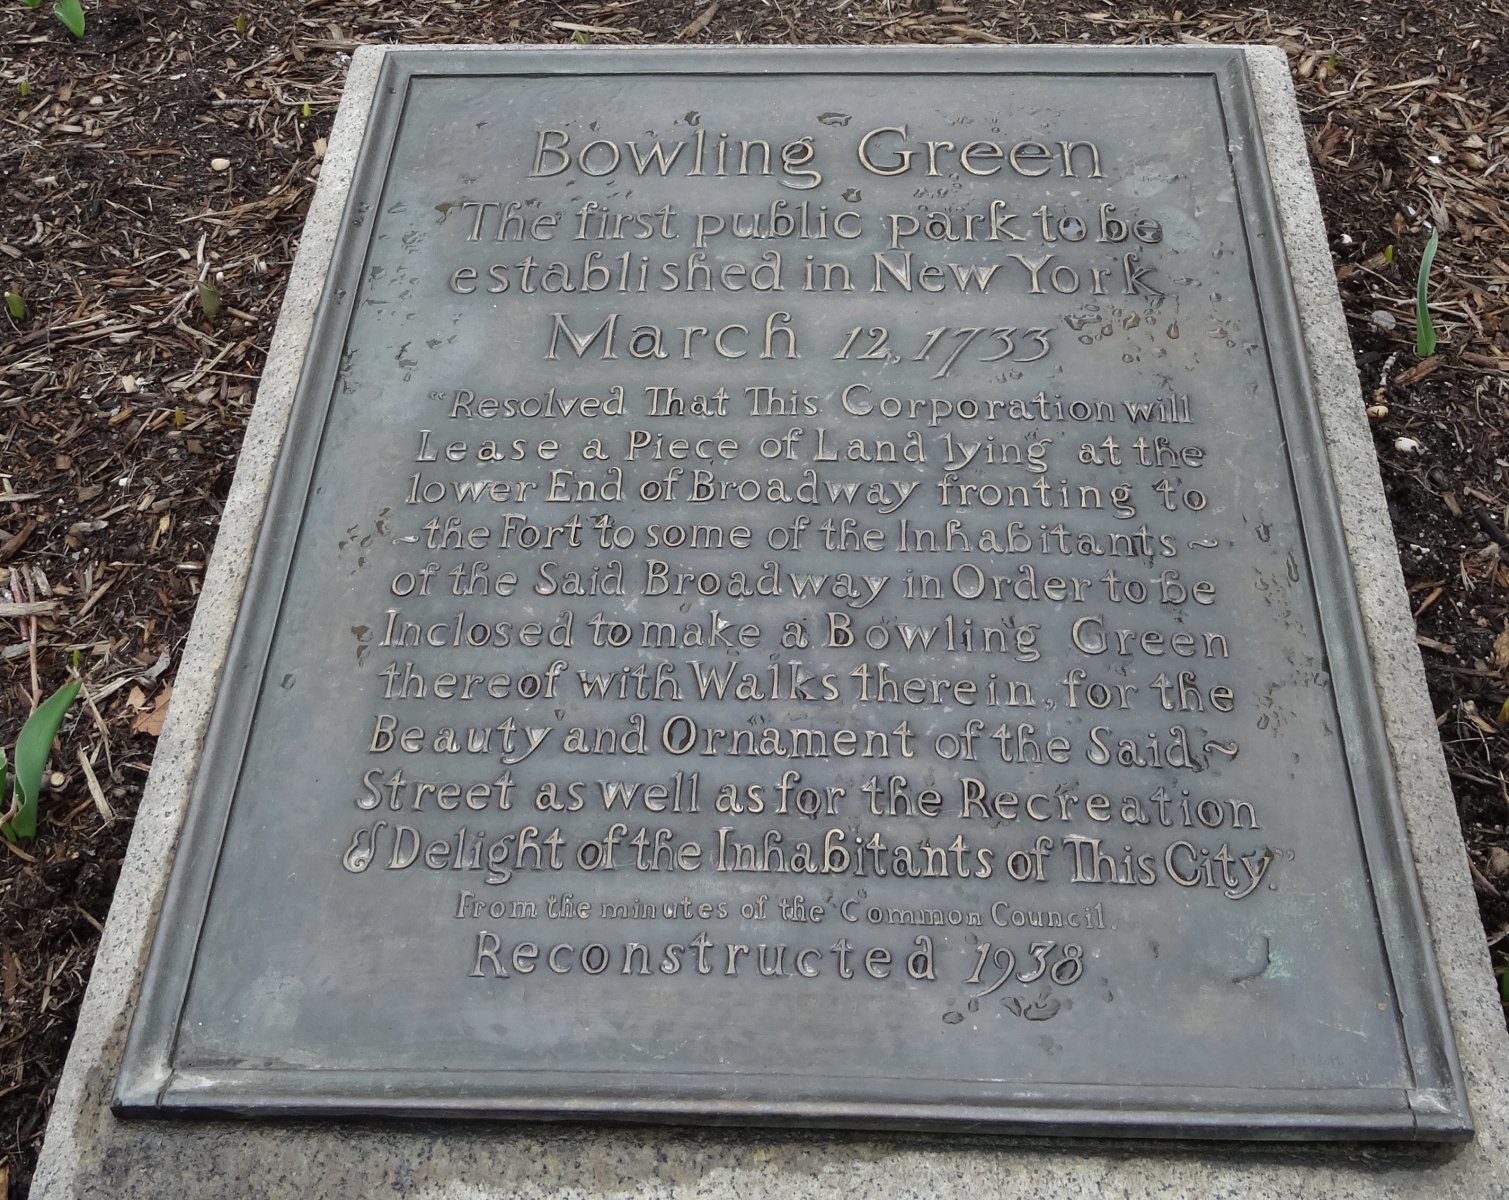 Bowling Green
The first public park to be
established in New York
March 12, 1733
"Resolved That This Corporation will
Lease a Piece of Land lying at the
lower End of Broadway fronting to
~the Fort to some of the Inhabitants~
of the Said Broadway in Order to be
Inclosed to make a Bowling Green
thereof with Walks therein, for the
Beauty and Ornament of the Said~
Street as well as for the Recreation
& Delight of the Inhabitants of This City."
From the minutes of the Common Council.
Reconstructed 1938